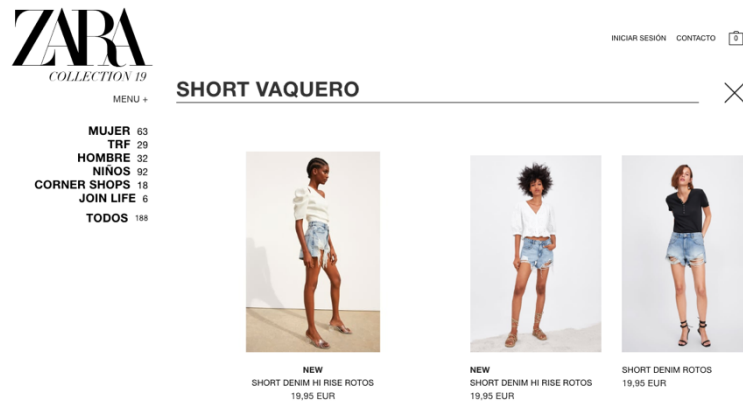 ZARA
COLLECTION 19
INICIAR SESIÓN CONTACTO 0
MENU +
SHORT VAQUERO
MUJER 63
TRF 29
HOMBRE 32
NIÑOS 92
CORNER SHOPS 18
JOIN LIFE 6
TODOS 188
NEW
SHORT DENIM HI RISE ROTOS
19,95 EUR
NEW
SHORT DENIM HI RISE ROTOS
19,95 EUR
SHORT DENIM ROTOS
19,95 EUR